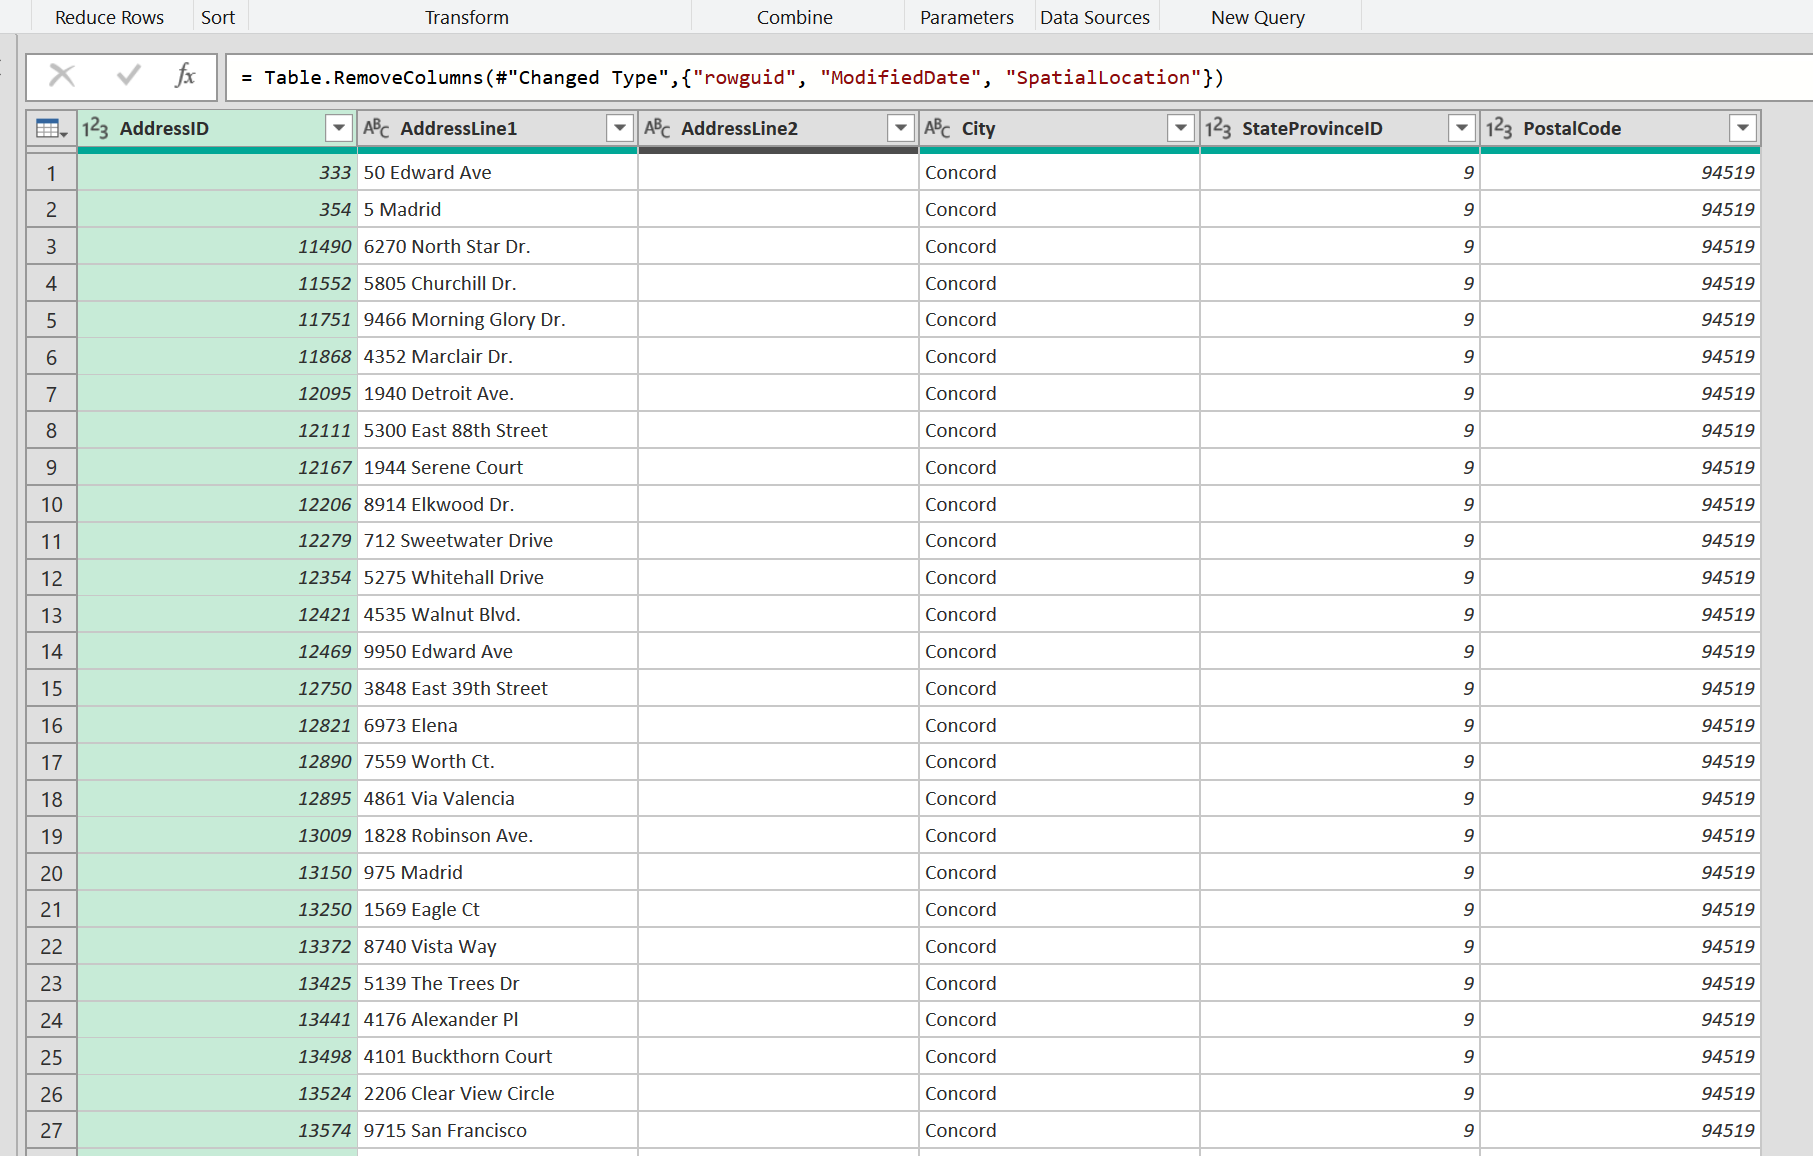 Reduce Rows Sort Transform Combine Parameters Data Sources New Query
fx = Table.RemoveColumns(#"Changed Type",{"rowguid", "ModifiedDate", "SpatialLocation"})
123 AddressID ABC AddressLine1 ABC AddressLine2 ABC City 123 StateProvinceID 123 PostalCode
1 333 50 Edward Ave Concord 9 94519
2 354 5 Madrid Concord 9 94519
3 11490 6270 North Star Dr. Concord 9 94519
4 11552 5805 Churchill Dr. Concord 9 94519
5 11751 9466 Morning Glory Dr. Concord 9 94519
6 11868 4352 Marclair Dr. Concord 9 94519
7 12095 1940 Detroit Ave. Concord 9 94519
8 12111 5300 East 88th Street Concord 9 94519
9 12167 1944 Serene Court Concord 9 94519
10 12206 8914 Elkwood Dr. Concord 9 94519
11 12279 712 Sweetwater Drive Concord 9 94519
12 12354 5275 Whitehall Drive Concord 9 94519
13 12421 4535 Walnut Blvd. Concord 9 94519
14 12469 9950 Edward Ave Concord 9 94519
15 12750 3848 East 39th Street Concord 9 94519
16 12821 6973 Elena Concord 9 94519
17 12890 7559 Worth Ct. Concord 9 94519
18 12895 4861 Via Valencia Concord 9 94519
19 13009 1828 Robinson Ave. Concord 9 94519
20 13150 975 Madrid Concord 9 94519
21 13250 1569 Eagle Ct Concord 9 94519
22 13372 8740 Vista Way Concord 9 94519
23 13425 5139 The Trees Dr Concord 9 94519
24 13441 4176 Alexander Pl Concord 9 94519
25 13498 4101 Buckthorn Court Concord 9 94519
26 13524 2206 Clear View Circle Concord 9 94519
27 13574 9715 San Francisco Concord 9 94519